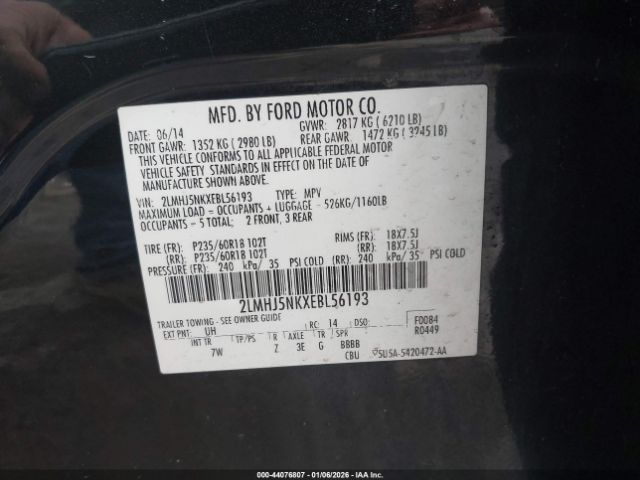 MFD. BY FORD MOTOR CO.
06/14 GVWR: 2817 KG ( 6210 LB)
FRONT GAWR: 1352 KG ( 2980 LB) REAR GAWR: 1472 KG ( 3245 LB)
THIS VEHICLE CONFORMS TO ALL APPLICABLE FEDERAL MOTOR
VEHICLE SAFETY STANDARDS IN EFFECT ON THE DATE OF
MANUFACTURE SHOWN ABOVE.
VIN: 2LMHJ5NKXEBL56193 TYPE: MPV
MAXIMUM LOAD = OCCUPANTS + LUGGAGE - 526KG/1160LB
OCCUPANTS - 5 TOTAL; 2 FRONT, 3 REAR
TIRE (FR): P235/60R18 102T RIMS (FR): 18X7.5J
(RR): P235/60R18 102T (RR): 18X7.5J
PRESSURE (FR): 240 kPa/ 35 PSI COLD (RR): 240 kPa/ 35 PSI COLD
2LMHJ5NKXEBL56193
TRAILER TOWING - SEE OWNER GUIDE
EXT PNT: UH RC: 14 DSO: F0084
INT TR TP/PS R AXLE TR SPR R0449
7W Z 3E G BBBB
CBU 5U5A-5420472-AA
000-44076807 - 01/06/2026 - IAAI.COM